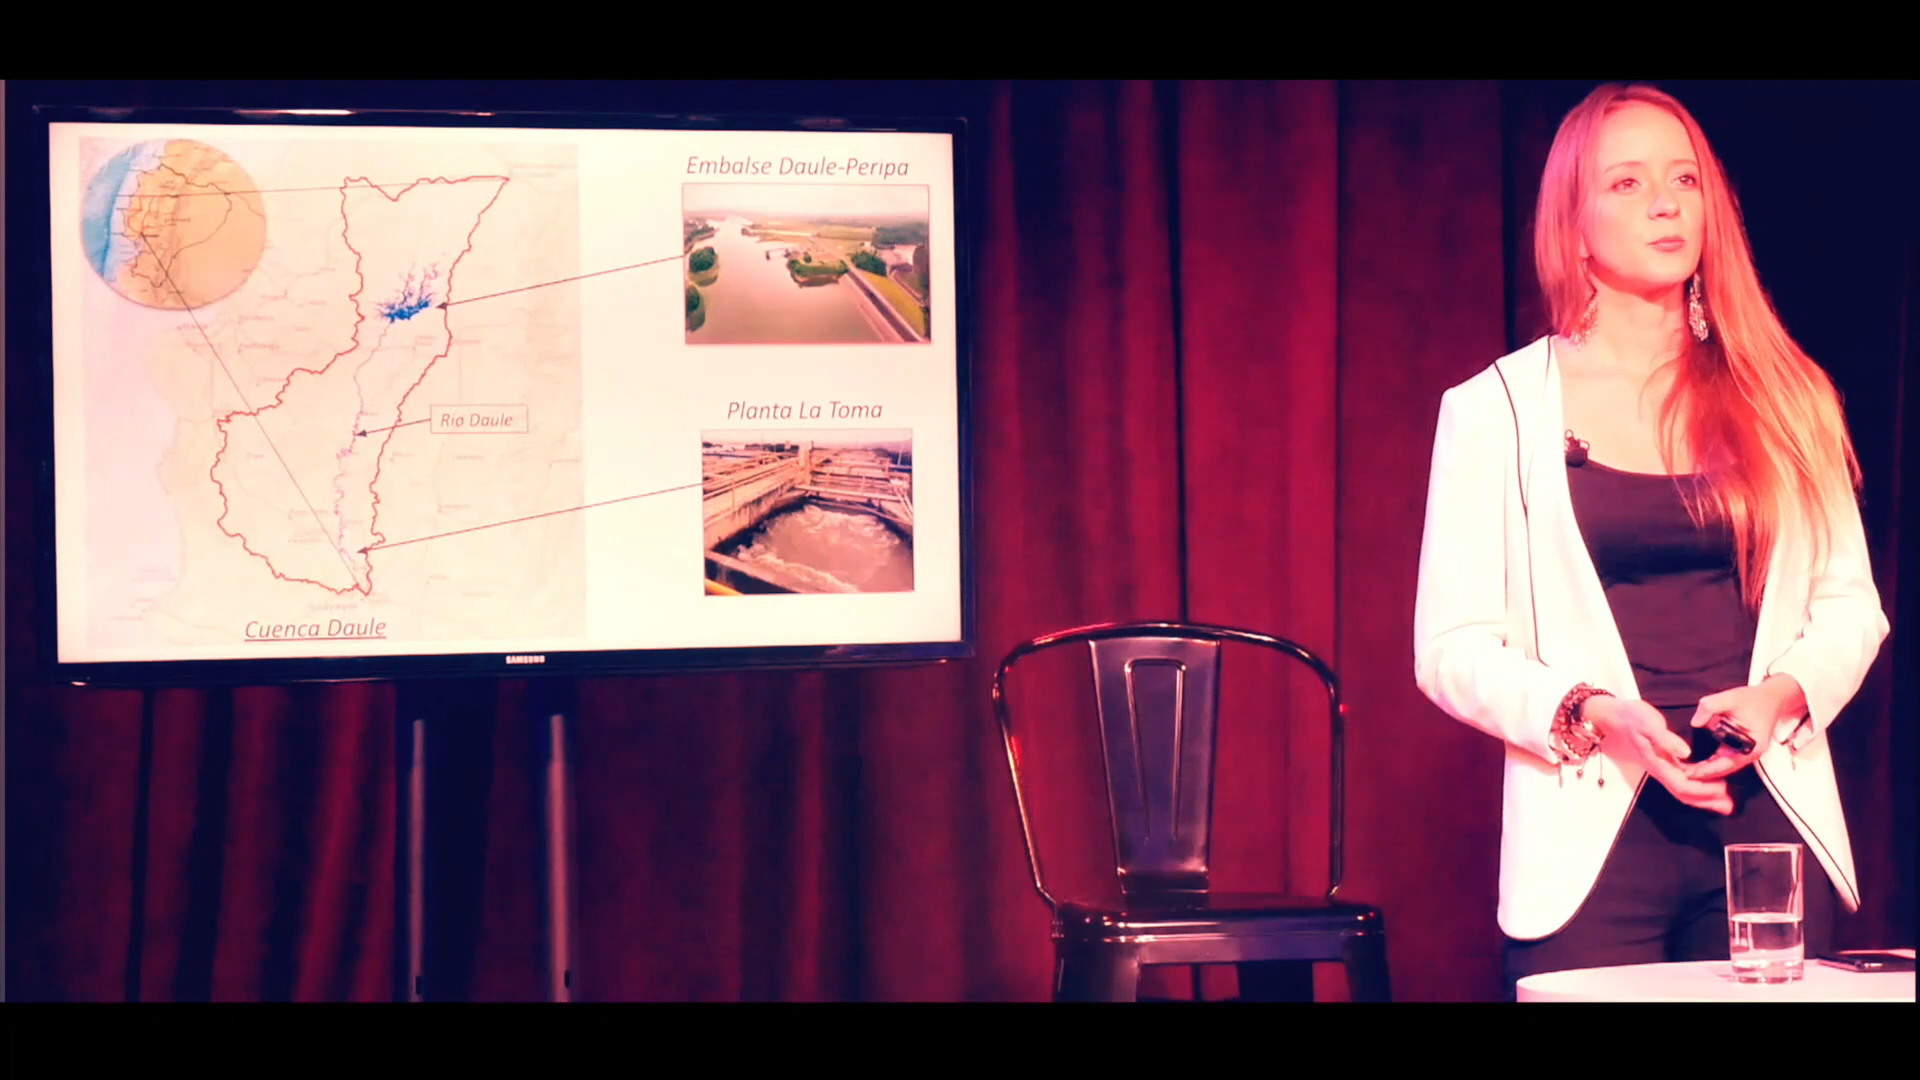 Embalse Daule-Peripa
Rio Daule
Planta La Toma
Cuenca Daule
SAMSUNG